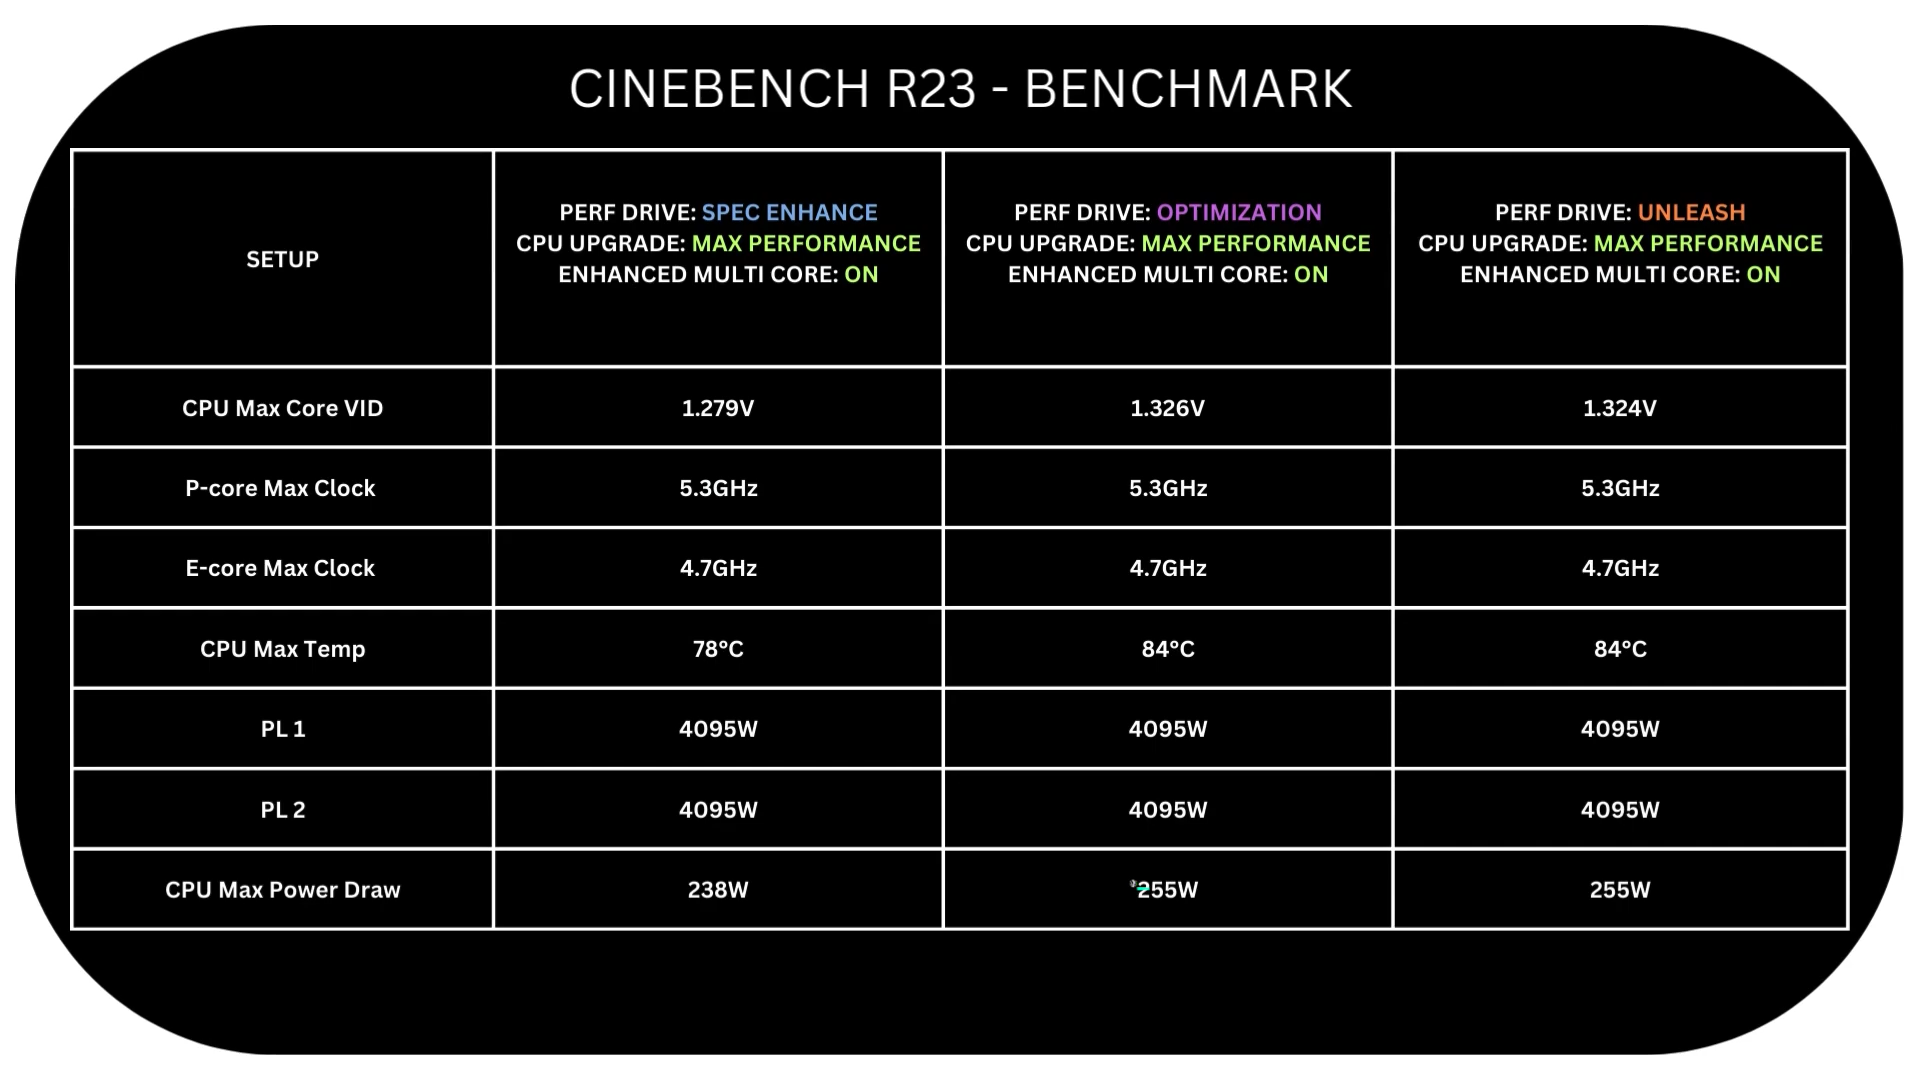 CINEBENCH R23 - BENCHMARK
SETUP
PERF DRIVE: SPEC ENHANCE
CPU UPGRADE: MAX PERFORMANCE
ENHANCED MULTI CORE: ON
PERF DRIVE: OPTIMIZATION
CPU UPGRADE: MAX PERFORMANCE
ENHANCED MULTI CORE: ON
PERF DRIVE: UNLEASH
CPU UPGRADE: MAX PERFORMANCE
ENHANCED MULTI CORE: ON
CPU Max Core VID
1.279V
1.326V
1.324V
P-core Max Clock
5.3GHz
5.3GHz
5.3GHz
E-core Max Clock
4.7GHz
4.7GHz
4.7GHz
CPU Max Temp
78°C
84°C
84°C
PL 1
4095W
4095W
4095W
PL 2
4095W
4095W
4095W
CPU Max Power Draw
238W
255W
255W